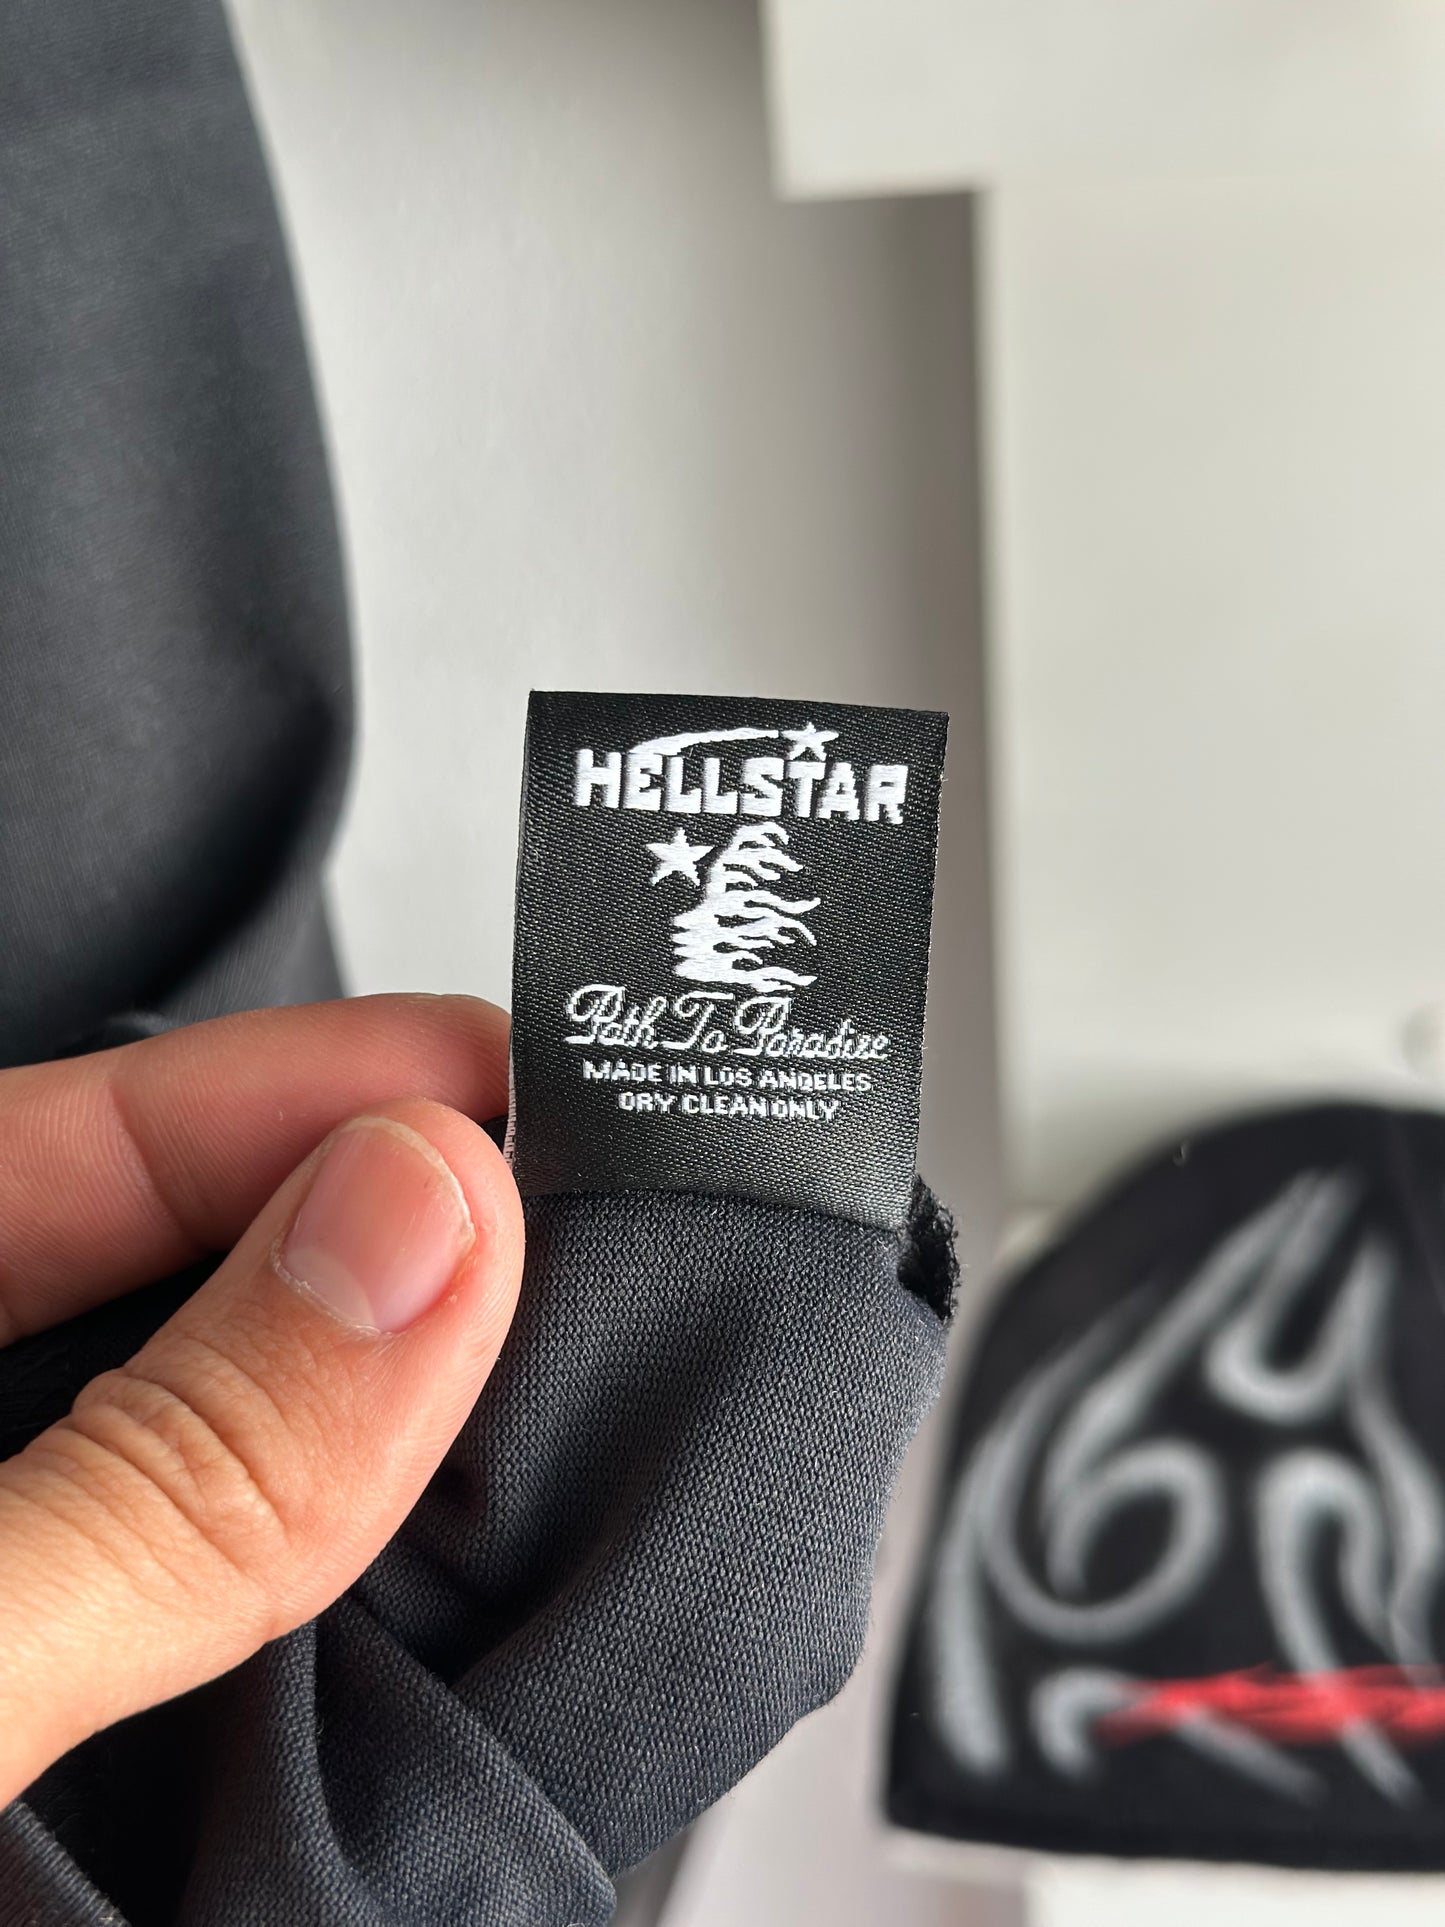 HELLSTAR
Path To Paradise
MADE IN LOS ANGELES
DRY CLEAN ONLY